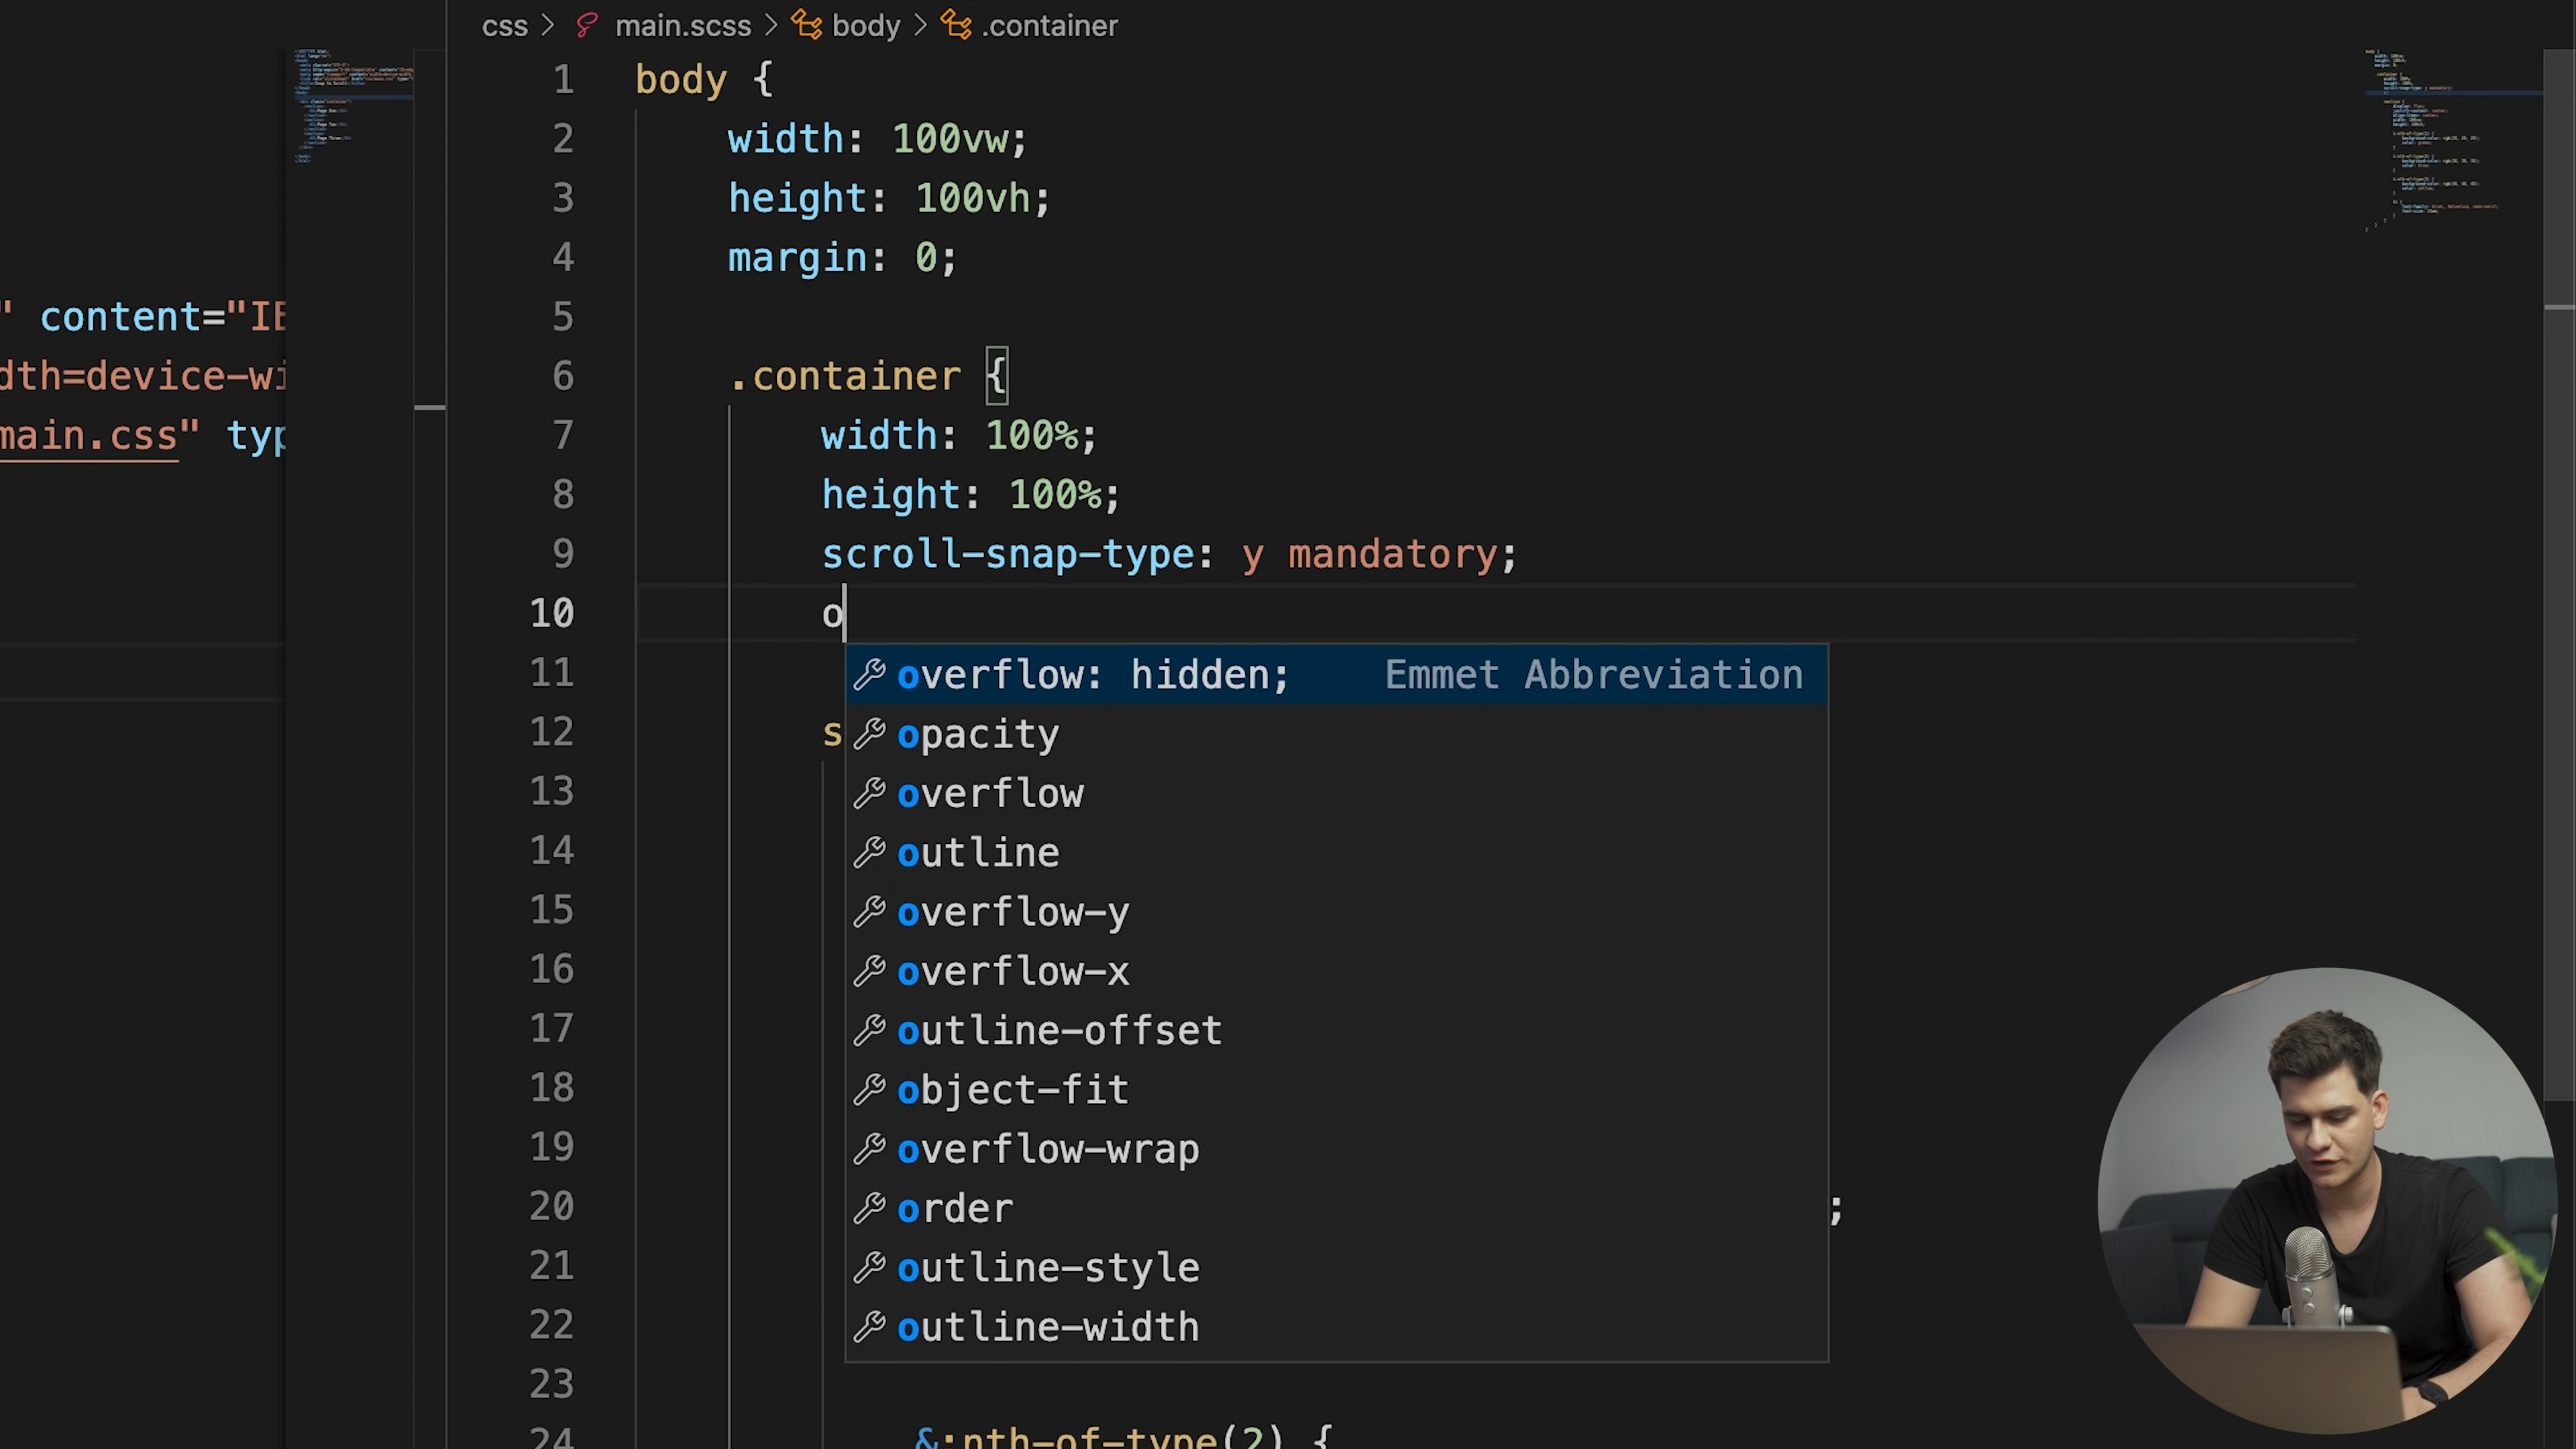 css > main.scss > body > .container
" content="IE
dth=device-wi
main.css" typ
1 body {
2 width: 100vw;
3 height: 100vh;
4 margin: 0;
5
6 .container {
7 width: 100%;
8 height: 100%;
9 scroll-snap-type: y mandatory;
10 o
11 overflow: hidden; Emmet Abbreviation
12 s opacity
13 overflow
14 outline
15 overflow-y
16 overflow-x
17 outline-offset
18 object-fit
19 overflow-wrap
20 order ;
21 outline-style
22 outline-width
23
24 &:nth-of-type(2) {